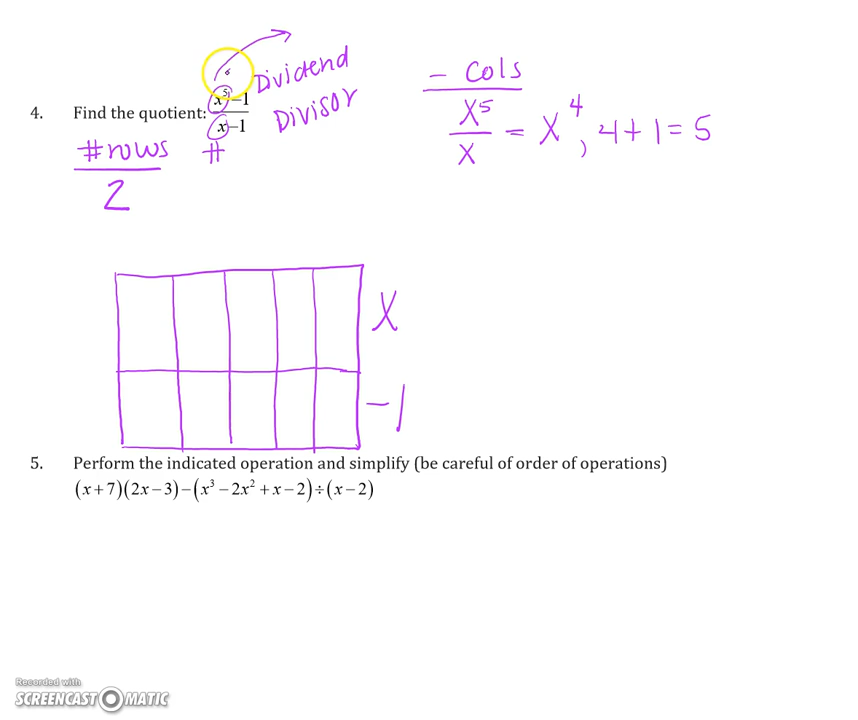 4. Find the quotient: (x⁵−1)/(x−1)
Dividend
Divisor
#rows
2
#
– cols
x⁵/x = x⁴, 4+1=5
x
-1
5. Perform the indicated operation and simplify (be careful of order of operations)
(x+7)(2x−3)−(x³−2x²+x−2)÷(x−2)
Recorded with
SCREENCAST-O-MATIC